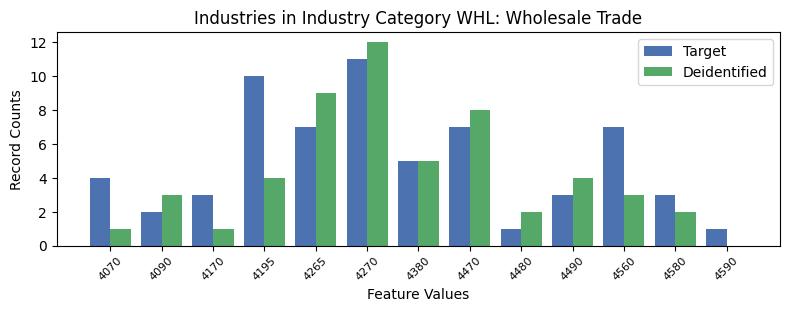 Industries in Industry Category WHL: Wholesale Trade
Target
Deidentified
Record Counts
12
10
8
6
4
2
0
4070 4090 4170 4195 4265 4270 4380 4470 4480 4490 4560 4580 4590
Feature Values